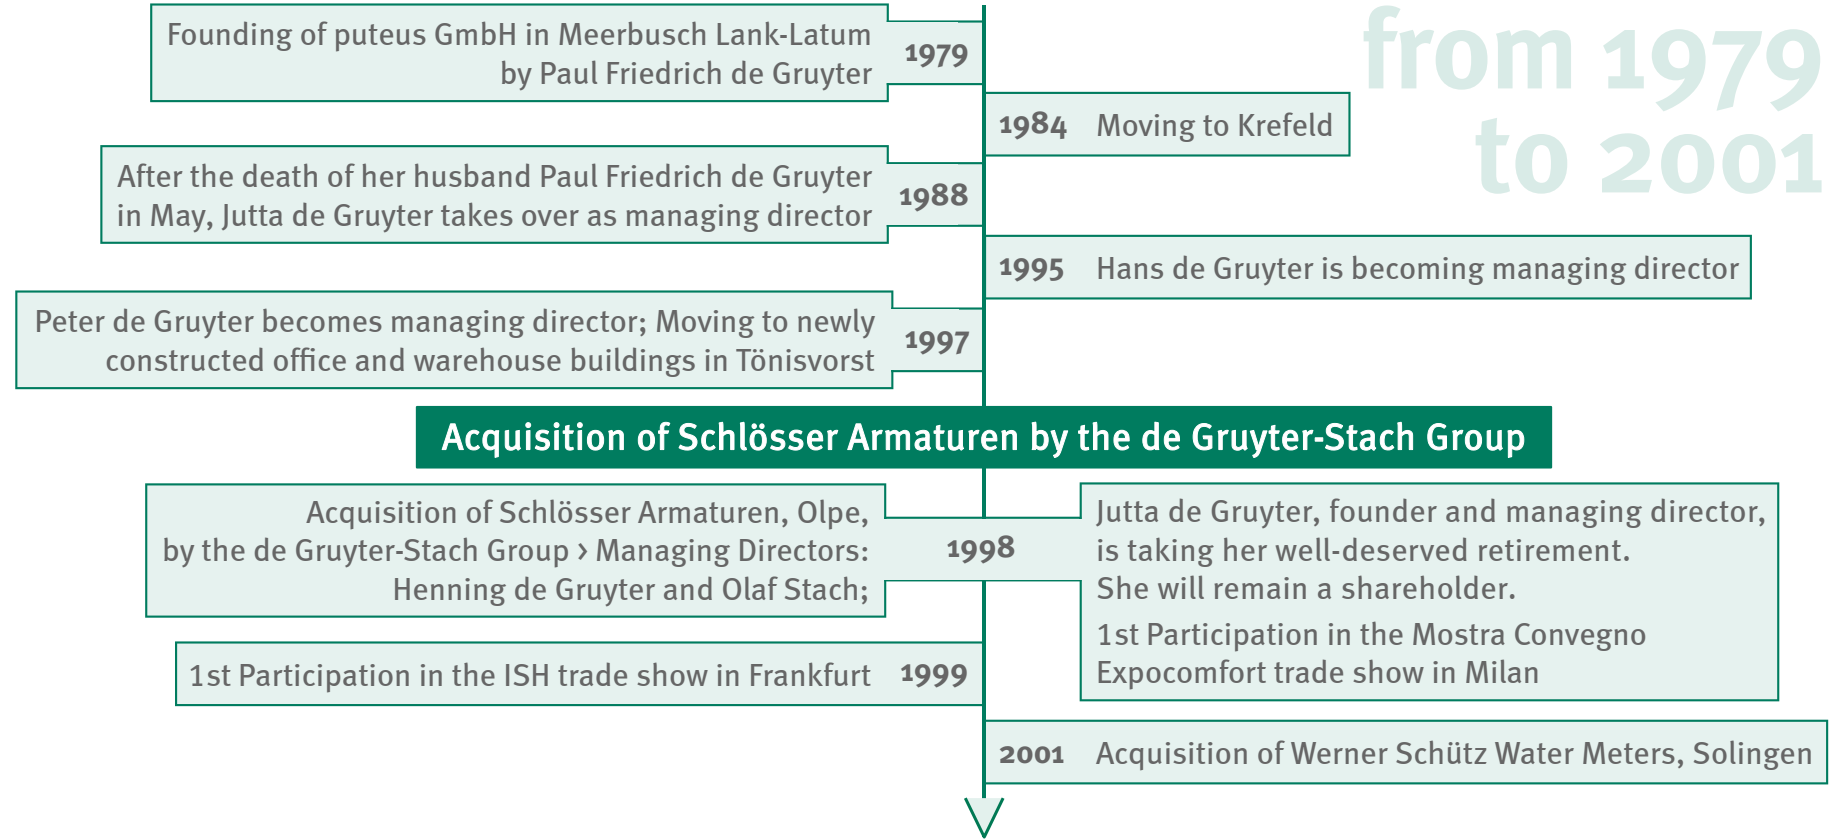 from 1979
to 2001
Founding of puteus GmbH in Meerbusch Lank-Latum
by Paul Friedrich de Gruyter
1979
1984 Moving to Krefeld
After the death of her husband Paul Friedrich de Gruyter
in May, Jutta de Gruyter takes over as managing director
1988
1995 Hans de Gruyter is becoming managing director
Peter de Gruyter becomes managing director; Moving to newly
constructed office and warehouse buildings in Tönisvorst
1997
Acquisition of Schlösser Armaturen by the de Gruyter-Stach Group
Acquisition of Schlösser Armaturen, Olpe,
by the de Gruyter-Stach Group > Managing Directors:
Henning de Gruyter and Olaf Stach;
1998
Jutta de Gruyter, founder and managing director,
is taking her well-deserved retirement.
She will remain a shareholder.
1st Participation in the Mostra Convegno
Expocomfort trade show in Milan
1st Participation in the ISH trade show in Frankfurt 1999
2001 Acquisition of Werner Schütz Water Meters, Solingen